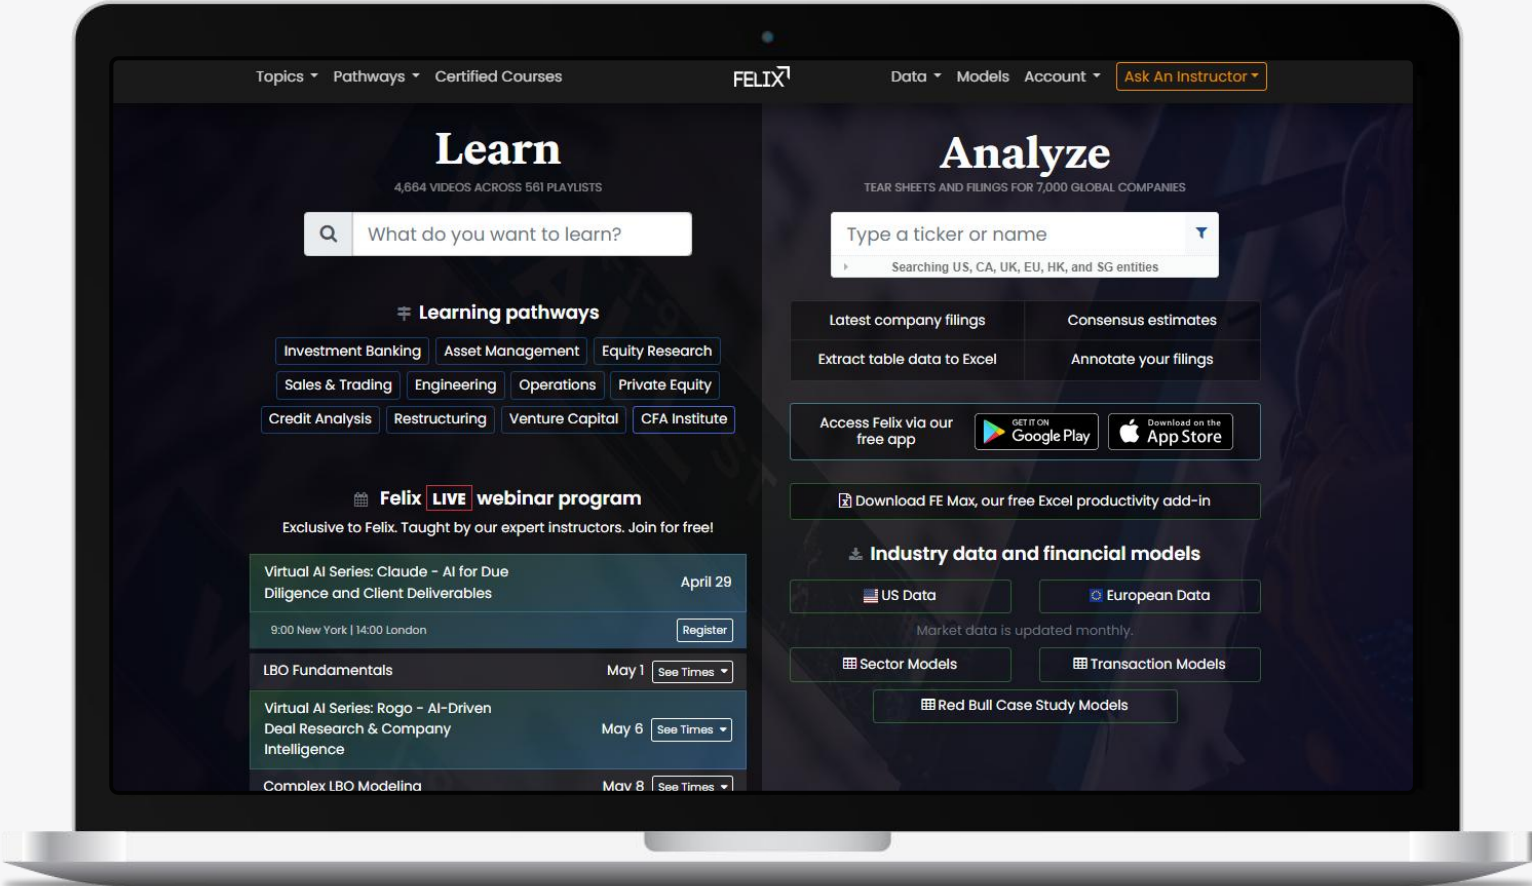 Topics Pathways Certified Courses
FELIX
Data Models Account Ask An Instructor
Learn
4,664 VIDEOS ACROSS 561 PLAYLISTS
What do you want to learn?
Learning pathways
Investment Banking Asset Management Equity Research
Sales & Trading Engineering Operations Private Equity
Credit Analysis Restructuring Venture Capital CFA Institute
Felix LIVE webinar program
Exclusive to Felix. Taught by our expert instructors. Join for free!
Virtual AI Series: Claude - AI for Due
Diligence and Client Deliverables
April 29
9:00 New York | 14:00 London
Register
LBO Fundamentals
May 1 See Times
Virtual AI Series: Rogo - AI-Driven
Deal Research & Company
Intelligence
May 6 See Times
Complex LBO Modeling
May 8 See Times
Analyze
TEAR SHEETS AND FILINGS FOR 7,000 GLOBAL COMPANIES
Type a ticker or name
Searching US, CA, UK, EU, HK, and SG entities
Latest company filings
Consensus estimates
Extract table data to Excel
Annotate your filings
Access Felix via our
free app
GET IT ON
Google Play
Download on the
App Store
Download FE Max, our free Excel productivity add-in
Industry data and financial models
US Data
European Data
Market data is updated monthly.
Sector Models
Transaction Models
Red Bull Case Study Models